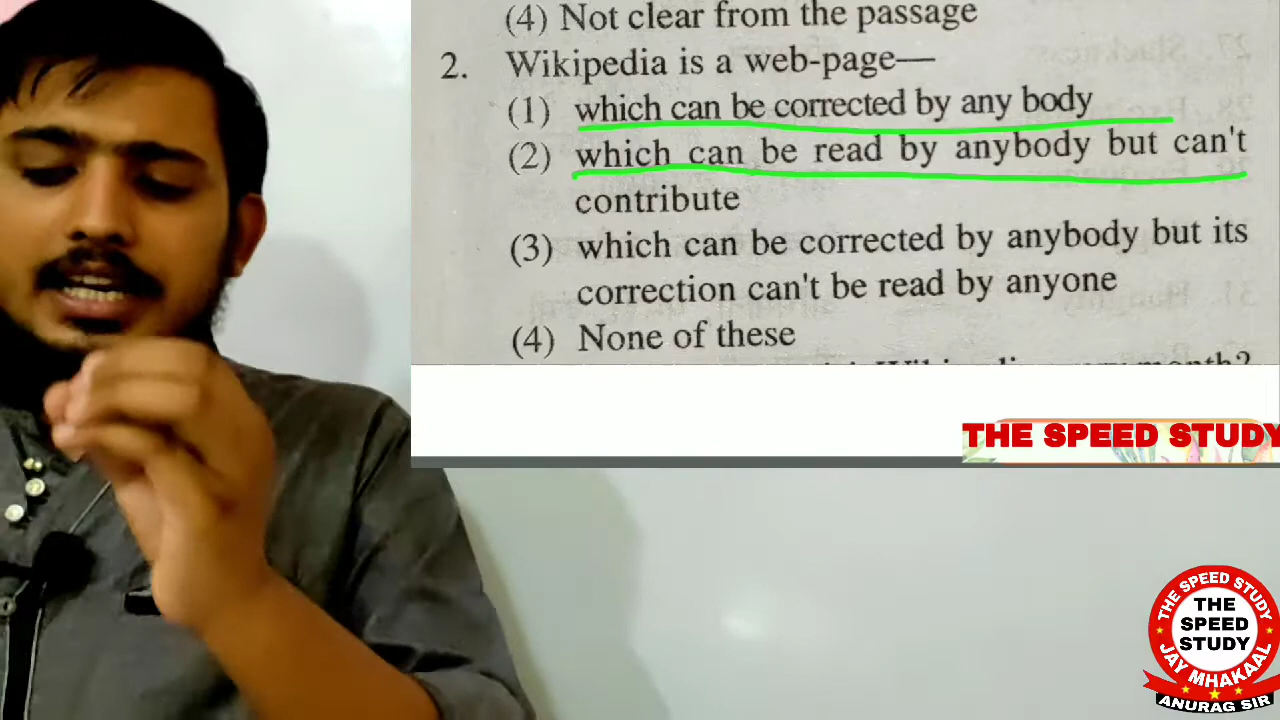 (4) Not clear from the passage
2. Wikipedia is a web-page—
(1) which can be corrected by any body
(2) which can be read by anybody but can't
contribute
(3) which can be corrected by anybody but its
correction can't be read by anyone
(4) None of these
THE SPEED STUDY
THE SPEED STUDY
THE
SPEED
STUDY
JAY MHAKAAL
ANURAG SIR